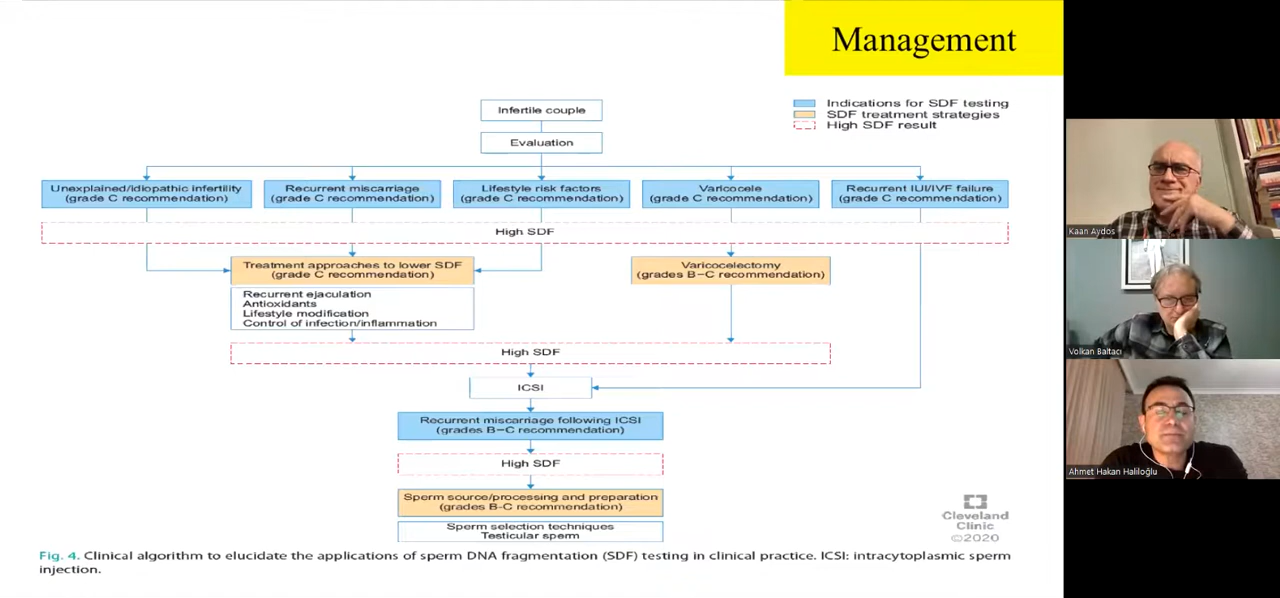 Management
Indications for SDF testing
SDF treatment strategies
High SDF result
Infertile couple
Evaluation
Unexplained/Idiopathic infertility
(grade C recommendation)
Recurrent miscarriage
(grade C recommendation)
Lifestyle risk factors
(grade C recommendation)
Varicocele
(grade C recommendation)
Recurrent IUI/IVF failure
(grade C recommendation)
High SDF
Treatment approaches to lower SDF
(grade C recommendation)
Recurrent ejaculation
Antioxidants
Lifestyle modification
Control of infection/inflammation
Varicocelectomy
(grades B−C recommendation)
High SDF
ICSI
Recurrent miscarriage following ICSI
(grades B−C recommendation)
High SDF
Sperm source/processing and preparation
(grades B-C recommendation)
Sperm selection techniques
Testicular sperm
Cleveland
Clinic
©2020
Fig. 4. Clinical algorithm to elucidate the applications of sperm DNA fragmentation (SDF) testing in clinical practice. ICSI: intracytoplasmic sperm
injection.
Kaan Aydos
Volkan Baltacı
Ahmet Hakan Haliloğlu